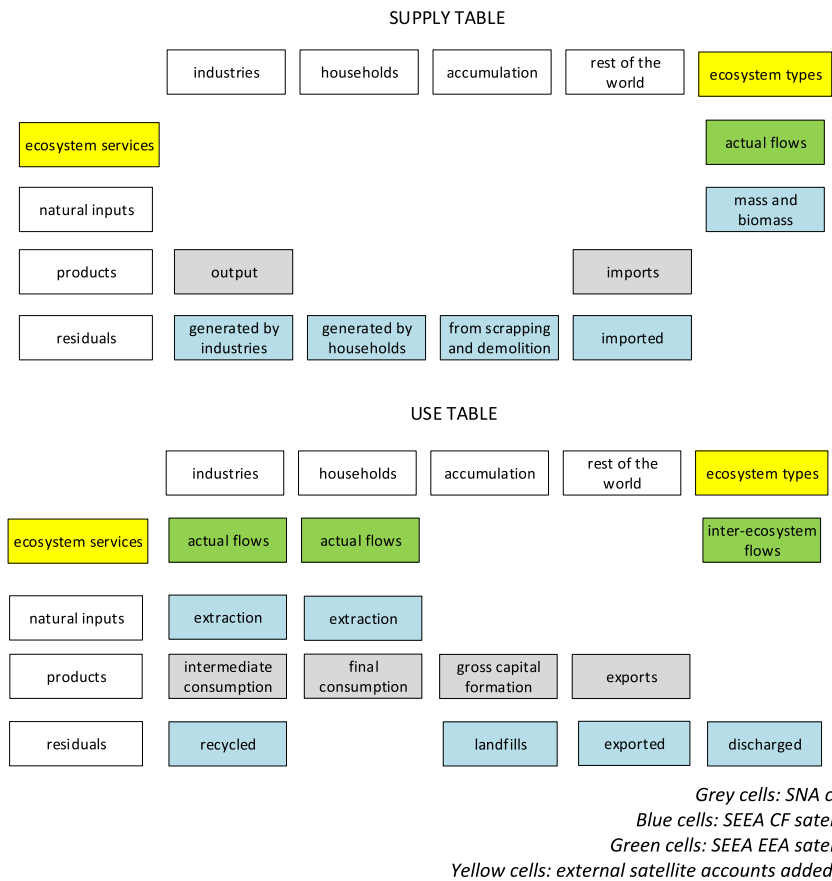 SUPPLY TABLE
industries
households
accumulation
rest of the
world
ecosystem types
ecosystem services
actual flows
natural inputs
mass and
biomass
products
output
imports
residuals
generated by
industries
generated by
households
from scrapping
and demolition
imported
USE TABLE
industries
households
accumulation
rest of the
world
ecosystem types
ecosystem services
actual flows
actual flows
inter-ecosystem
flows
natural inputs
extraction
extraction
products
intermediate
consumption
final
consumption
gross capital
formation
exports
residuals
recycled
landfills
exported
discharged
Grey cells: SNA
Blue cells: SEEA CF
Green cells: SEEA EEA
Yellow cells: external satellite accounts added